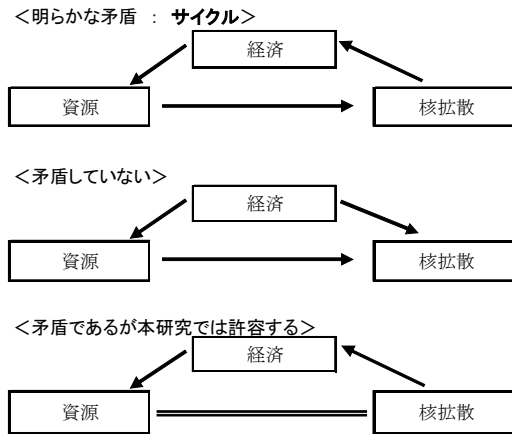 ＜明らかな矛盾 ： サイクル＞
経済
資源
核拡散
＜矛盾していない＞
経済
資源
核拡散
＜矛盾であるが本研究では許容する＞
経済
資源
核拡散